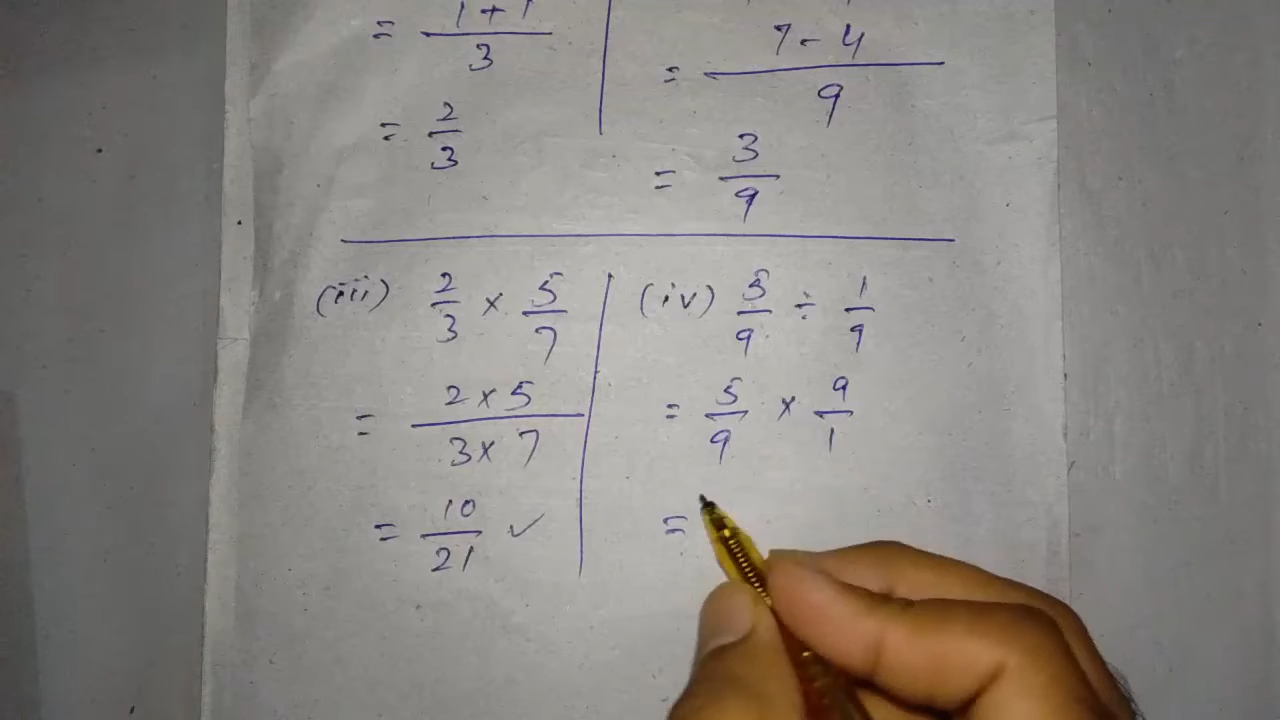 = 1 + 1 / 3
= 2/3
7 - 4
= ———
9
= 3/9
(iii) 2/3 × 5/7
= 2 × 5 / 3 × 7
= 10/21 ✓
(iv) 5/9 ÷ 1/9
= 5/9 × 9/1
=